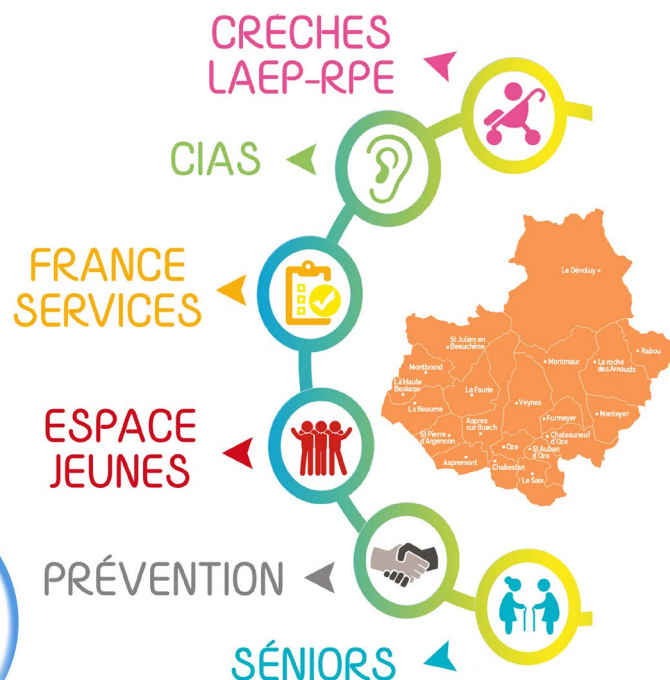 CRÈCHES
LAEP-RPE
CIAS
FRANCE
SERVICES
ESPACE
JEUNES
PRÉVENTION
SÉNIORS
Le Dévoluy
St Julien en
Beauchêne
Rabou
Montmaur
La roche
des Arnauds
Montbrand
La Haute
Beaume
La Faurie
La Beaume
Veynes
Manteyer
Furmeyer
Aspres
sur Buech
St Pierre
d'Argencon
Chateauneuf
d'Oze
Oze
St Auban
d'Oze
Aspremont
Chabestan
Le Saix